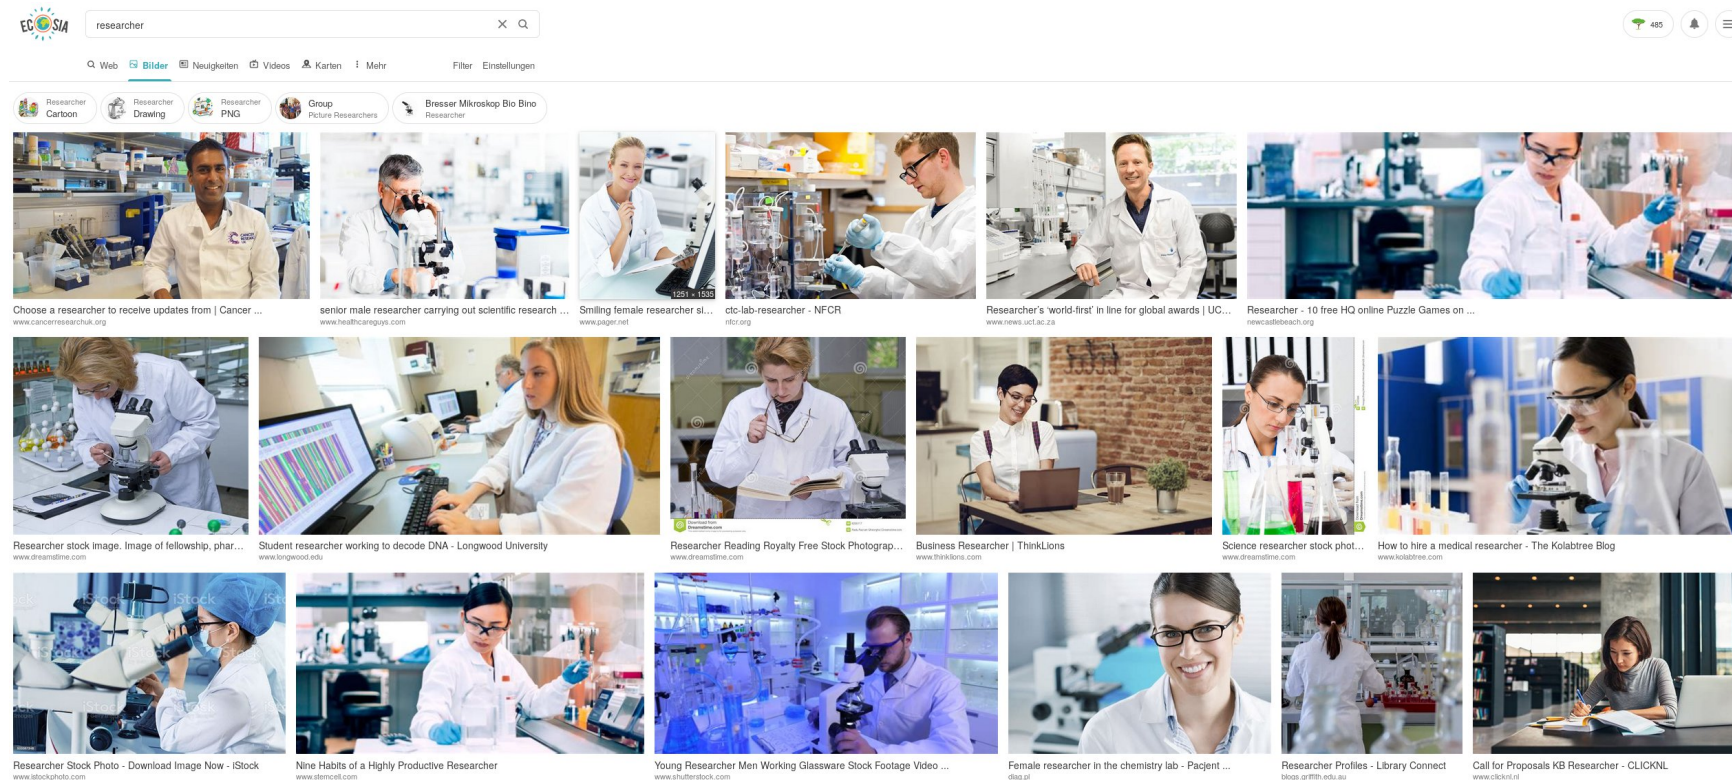 ECOSIA
researcher
485
Web
Bilder
Neuigkeiten
Videos
Karten
Mehr
Filter
Einstellungen
Researcher
Cartoon
Researcher
Drawing
Researcher
PNG
Group
Picture Researchers
Bresser Mikroskop Bio Bino
Researcher
1251 × 1535
Choose a researcher to receive updates from | Cancer ...
www.cancerresearchuk.org
senior male researcher carrying out scientific research ...
www.healthcareguys.com
Smiling female researcher si...
www.pager.net
ctc-lab-researcher - NFCR
nfcr.org
Researcher's 'world-first' in line for global awards | UC...
www.news.uct.ac.za
Researcher - 10 free HQ online Puzzle Games on ...
newcastlebeach.org
Download from
Dreamstime.com
Researcher stock image. Image of fellowship, phar...
www.dreamstime.com
Student researcher working to decode DNA - Longwood University
www.longwood.edu
Researcher Reading Royalty Free Stock Photograp...
www.dreamstime.com
Business Researcher | ThinkLions
www.thinklions.com
Science researcher stock phot...
www.dreamstime.com
How to hire a medical researcher - The Kolabtree Blog
www.kolabtree.com
iStock
iStock
iStock
Researcher Stock Photo - Download Image Now - iStock
www.istockphoto.com
Nine Habits of a Highly Productive Researcher
www.stemcell.com
Young Researcher Men Working Glassware Stock Footage Video ...
www.shutterstock.com
Female researcher in the chemistry lab - Pacjent ...
diag.pl
Researcher Profiles - Library Connect
blogs.griffith.edu.au
Call for Proposals KB Researcher - CLICKNL
www.clicknl.nl